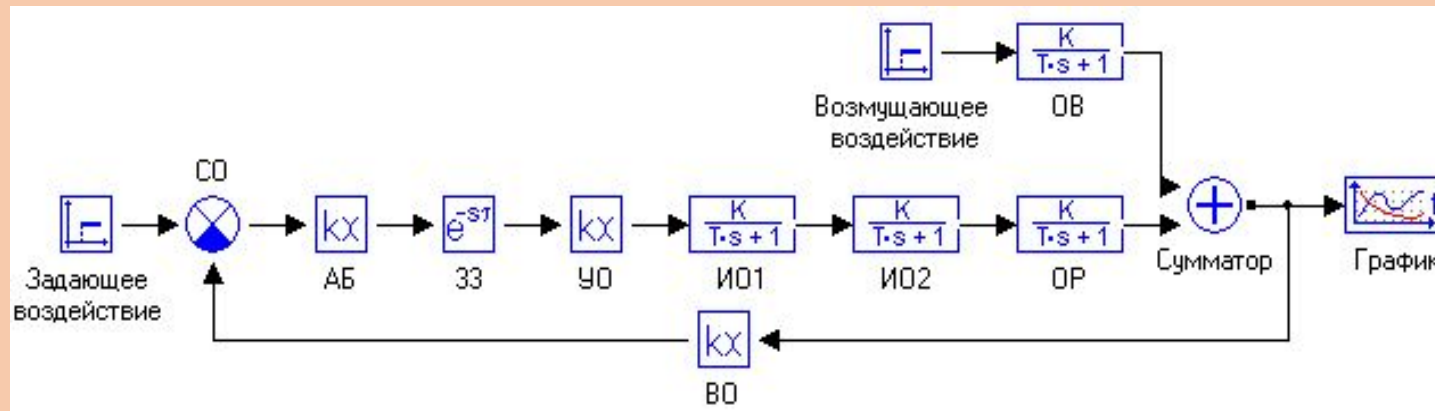 K
T·s + 1
Возмущающее
воздействие
ОВ
СО
Задающее
воздействие
kx
АБ
e^-sτ
ЗЗ
kx
УО
K
T·s + 1
ИО1
K
T·s + 1
ИО2
K
T·s + 1
ОР
Сумматор
t
График
kx
ВО